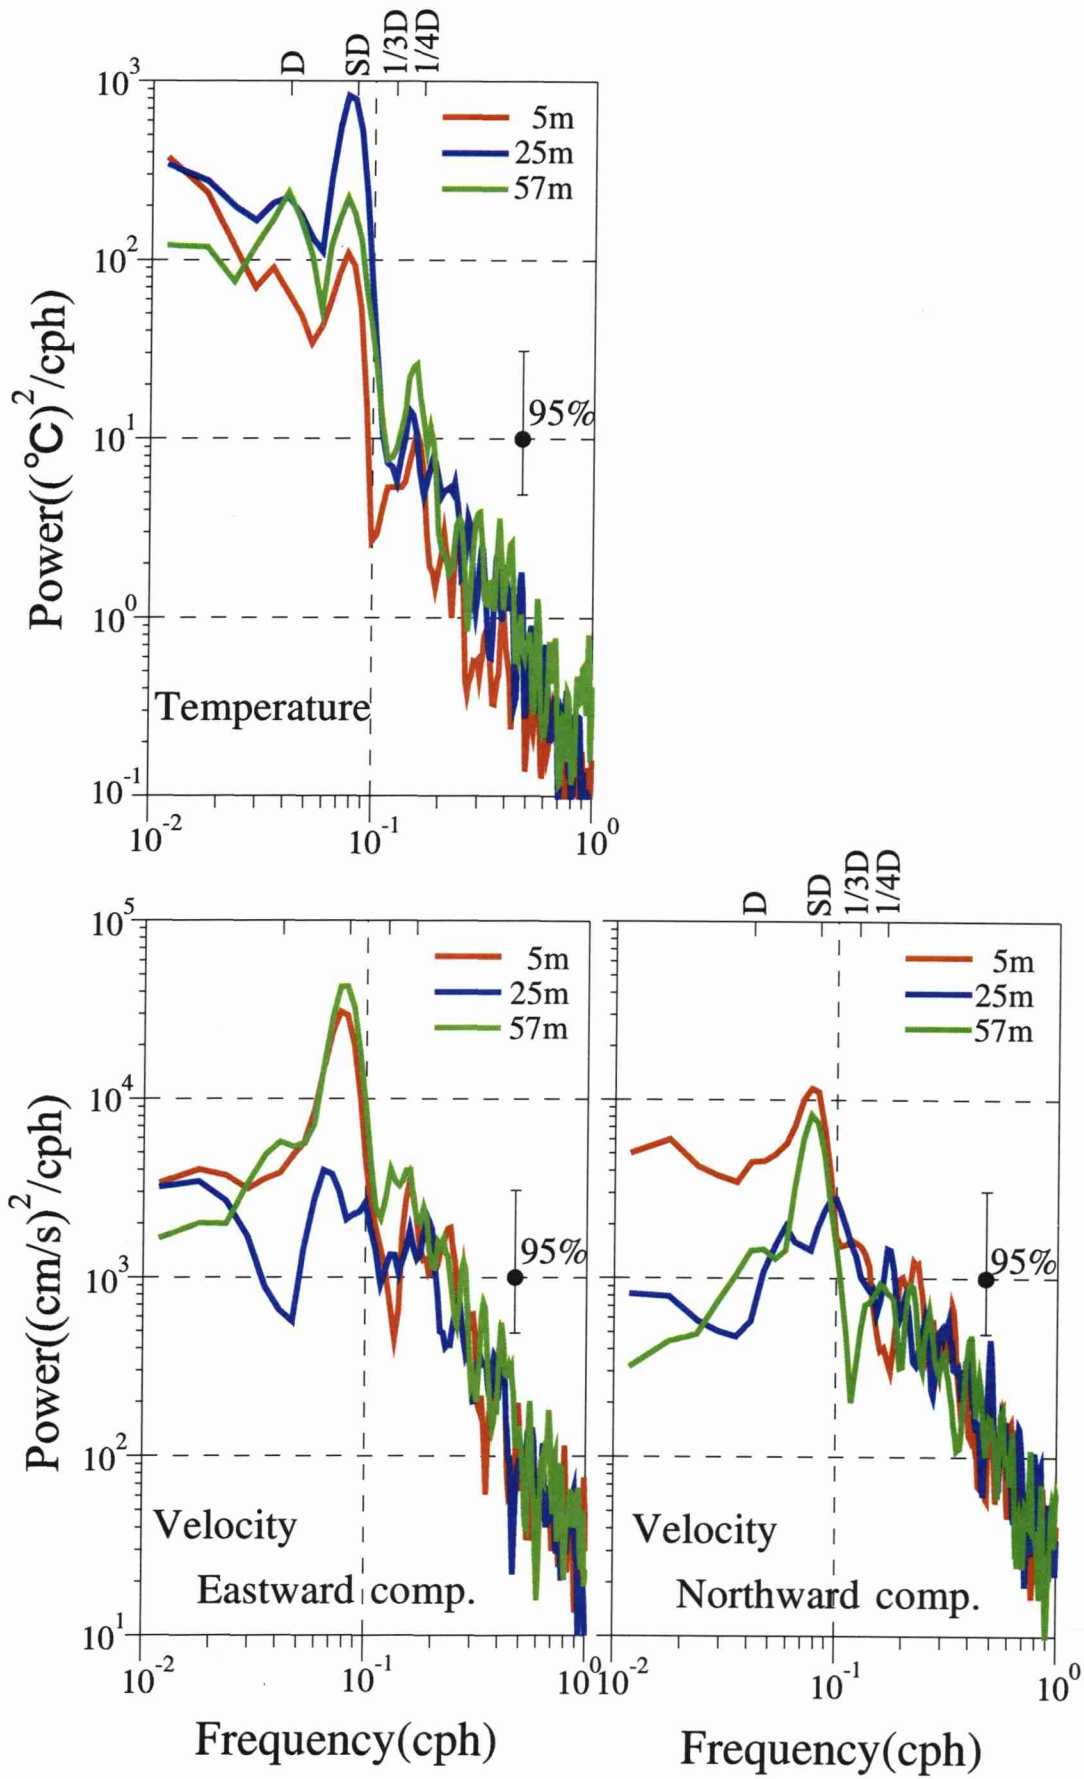 D SD 1/3D 1/4D
10^3
5m
25m
57m
10^2
95%
10^1
Power((℃)^2/cph)
10^0
Temperature
10^-1
10^-2 10^-1 10^0
D SD 1/3D 1/4D
10^5
5m
25m
57m
5m
25m
57m
10^4
95%
95%
10^3
Power((cm/s)^2/cph)
10^2
Velocity
Eastward comp.
Velocity
Northward comp.
10^1
10^-2 10^-1 10^0
10^-2 10^-1 10^0
Frequency(cph)
Frequency(cph)